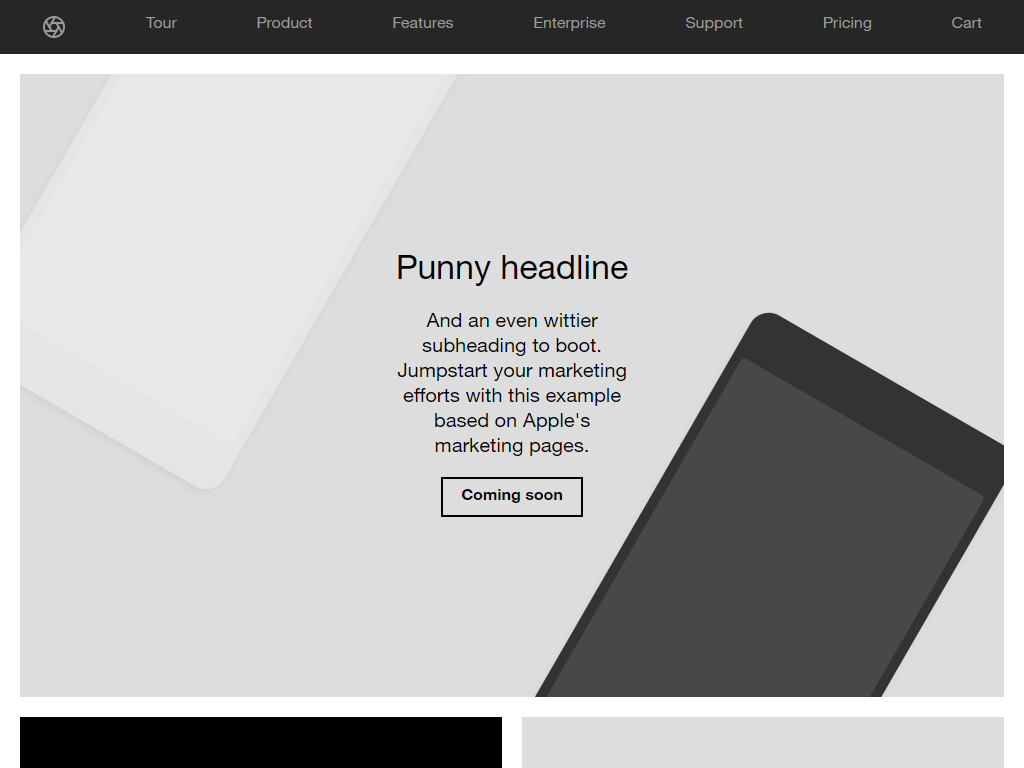 Tour Product Features Enterprise Support Pricing Cart
Punny headline
And an even wittier
subheading to boot.
Jumpstart your marketing
efforts with this example
based on Apple's
marketing pages.
Coming soon